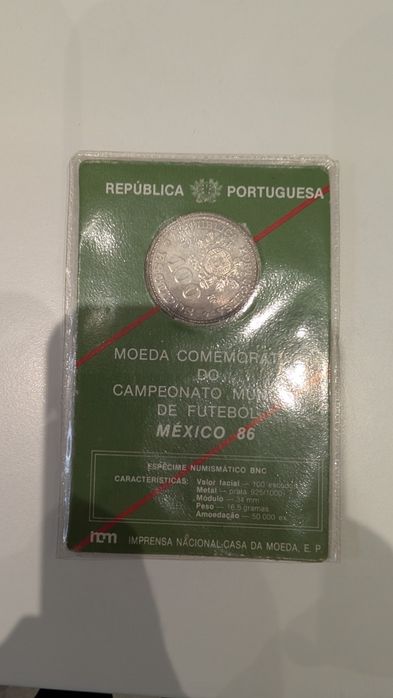 REPÚBLICA PORTUGUESA
100
MOEDA COMEMORAT
DO
CAMPEONATO MUN
DE FUTEBOL
MÉXICO 86
ESPÉCIME NUMISMÁTICO BNC
CARACTERÍSTICAS: Valor facial — 100 escudos
Metal — prata 925/1000
Módulo — 34 mm
Peso — 16,5 gramas
Amoedação — 50 000 ex.
incm IMPRENSA NACIONAL-CASA DA MOEDA, E. P.